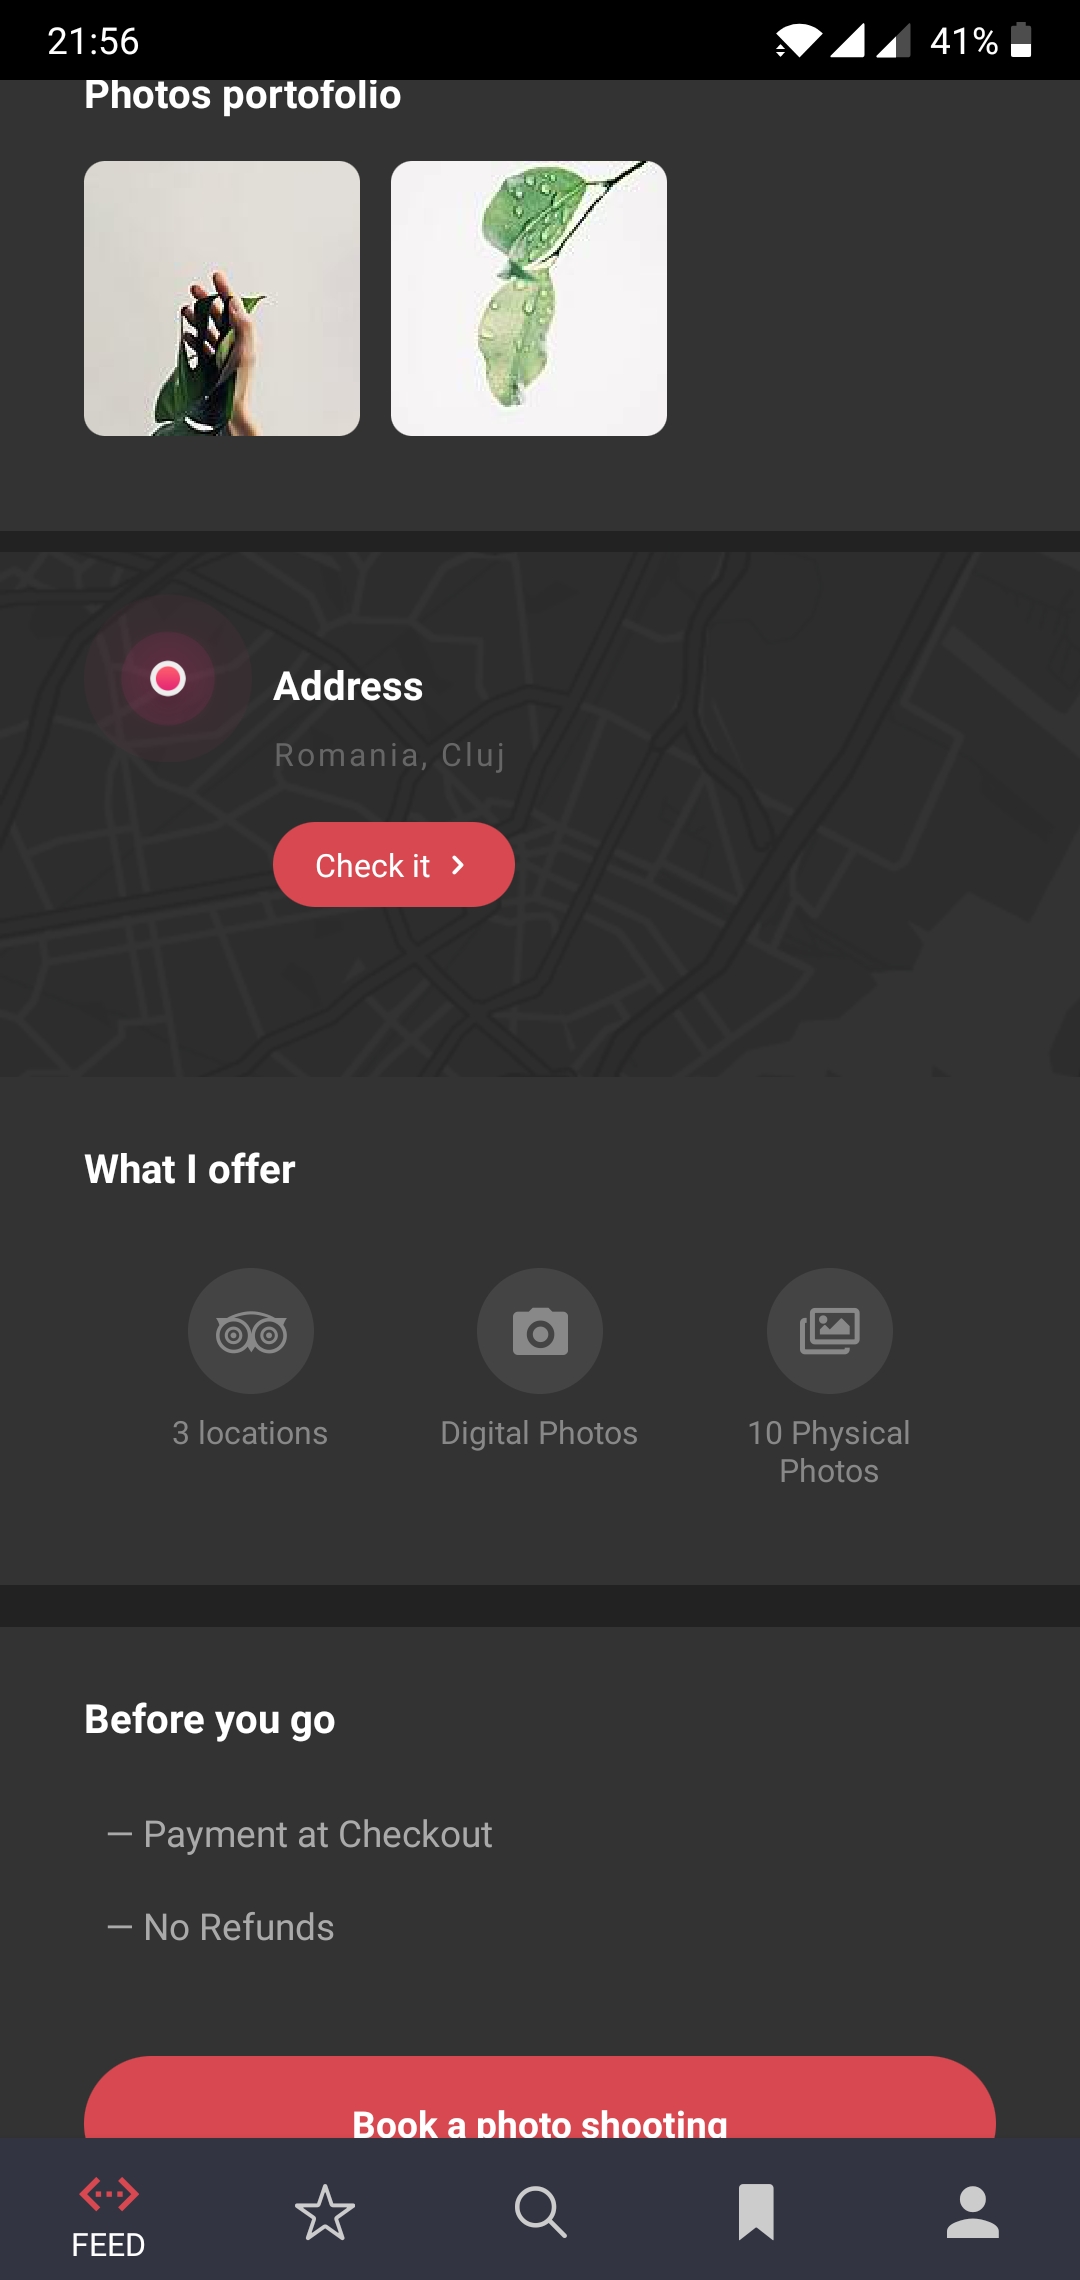 21:56
41%
Photos portofolio
Address
Romania, Cluj
Check it
What I offer
3 locations
Digital Photos
10 Physical
Photos
Before you go
– Payment at Checkout
– No Refunds
Book a photo shooting
FEED